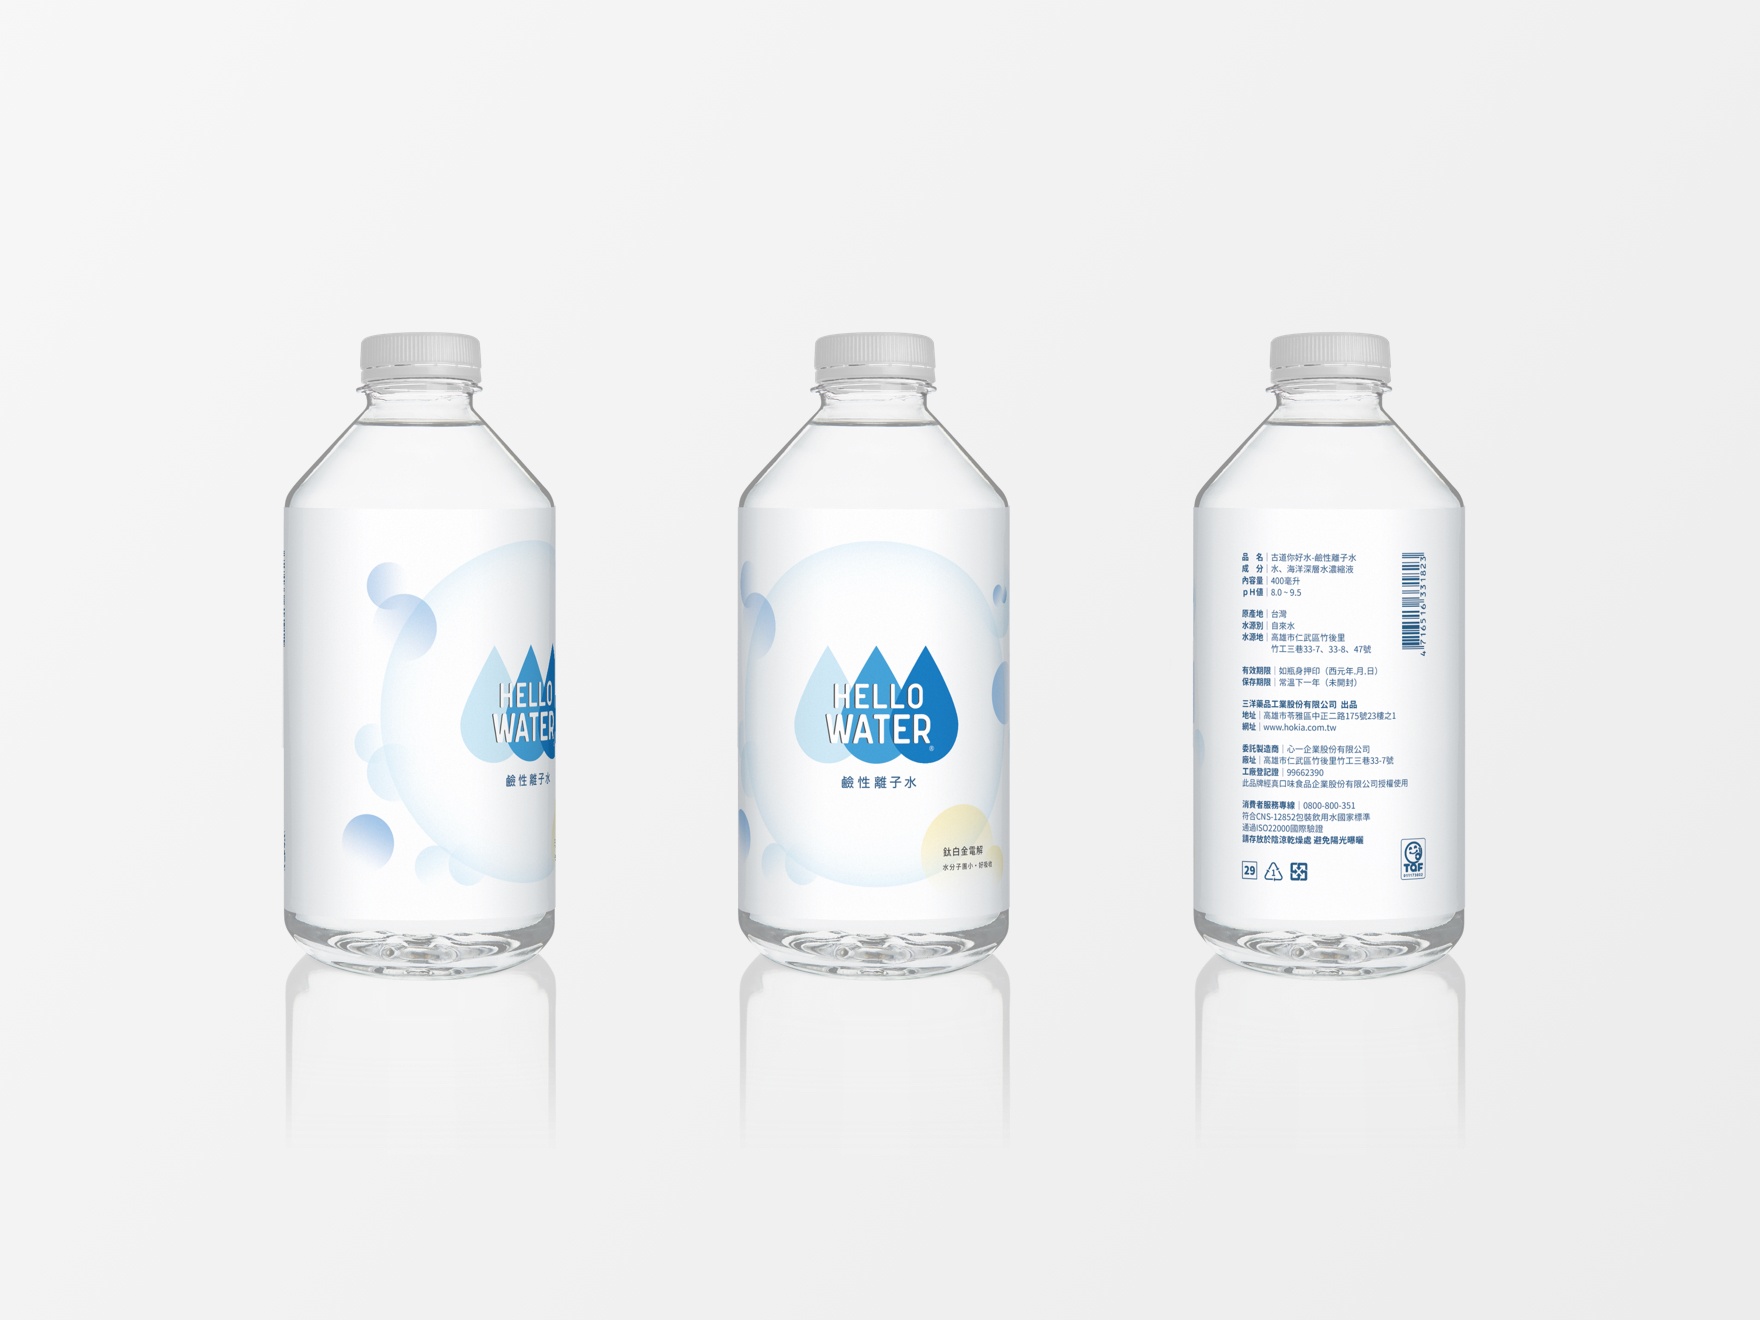 HELLO
WATER
鹼性離子水
HELLO
WATER®
鹼性離子水
鈦白金電解
水分子團小・好吸收
品 名｜古道你好水-鹼性離子水
成 分｜水、海洋深層水濃縮液
內容量｜400毫升
pH值｜8.0~9.5
原產地｜台灣
水源別｜自來水
水源地｜高雄市仁武區竹後里
竹工三巷33-7、33-8、47號
有效期限｜如瓶身押印（西元年.月.日）
保存期限｜常溫下一年（未開封）
三洋藥品工業股份有限公司 出品
地址｜高雄市苓雅區中正二路175號23樓之1
網址｜www.hokia.com.tw
委託製造商｜心一企業股份有限公司
廠址｜高雄市仁武區竹後里竹工三巷33-7號
工廠登記證｜99662390
此品牌經真口味食品企業股份有限公司授權使用
消費者服務專線｜0800-800-351
符合CNS-12852包裝飲用水國家標準
通過ISO22000國際驗證
請存放於陰涼乾燥處 避免陽光曝曬
29
1
4716516331823
TQF